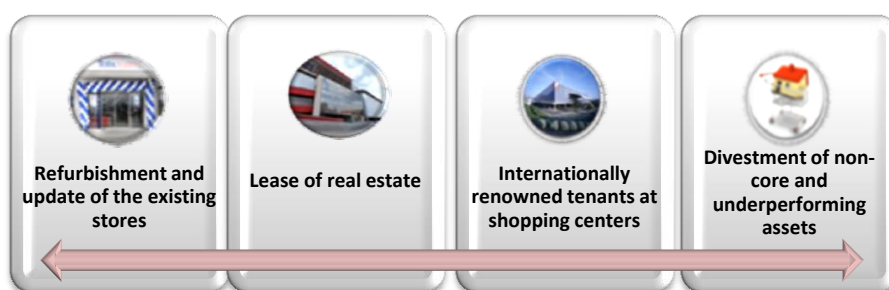 Refurbishment and
update of the existing
stores
Lease of real estate
Internationally
renowned tenants at
shopping centers
Divestment of non-
core and
underperforming
assets